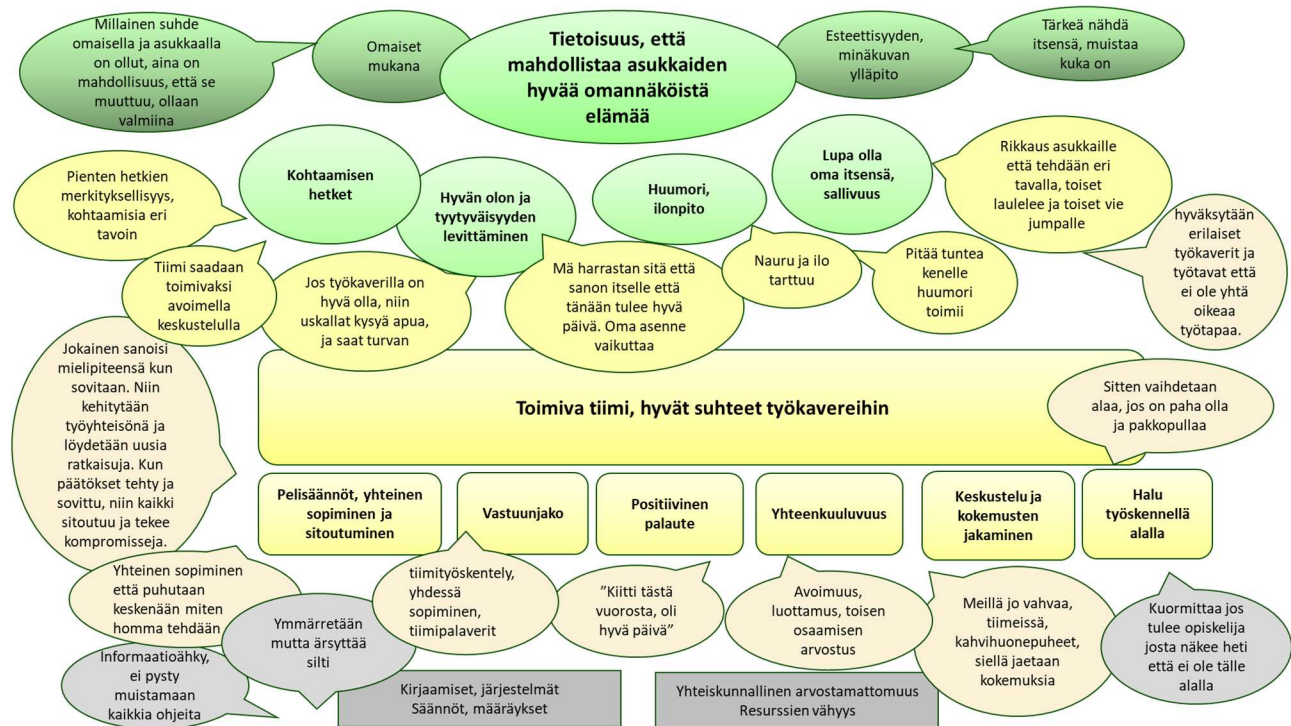 Millainen suhde
omaisella ja asukkaalla
on ollut, aina on
mahdollisuus, että se
muuttuu, ollaan
valmiina
Omaiset
mukana
Tietoisuus, että
mahdollistaa asukkaiden
hyvää omannäköistä
elämää
Esteettisyyden,
minäkuvan
ylläpito
Tärkeä nähdä
itsensä, muistaa
kuka on
Pienten hetkien
merkityksellisyys,
kohtaamisia eri
tavoin
Kohtaamisen
hetket
Hyvän olon ja
tyytyväisyyden
levittäminen
Huumori,
ilonpito
Lupa olla
oma itsensä,
sallivuus
Rikkaus asukkaille
että tehdään eri
tavalla, toiset
laulelee ja toiset vie
jumpalle
hyväksytään
erilaiset
työkaverit ja
työtavat että
ei ole yhtä
oikeaa
työtapaa.
Tiimi saadaan
toimivaksi
avoimella
keskustelulla
Jos työkaverilla on
hyvä olla, niin
uskallat kysyä apua,
ja saat turvan
Mä harrastan sitä että
sanon itselle että
tänään tulee hyvä
päivä. Oma asenne
vaikuttaa
Nauru ja ilo
tarttuu
Pitää tuntea
kenelle
huumori
toimii
Jokainen sanoisi
mielipiteensä kun
sovitaan. Niin
kehitytään
työyhteisönä ja
löydetään uusia
ratkaisuja. Kun
päätökset tehty ja
sovittu, niin kaikki
sitoutuu ja tekee
kompromisseja.
Toimiva tiimi, hyvät suhteet työkavereihin
Sitten vaihdetaan
alaa, jos on paha olla
ja pakkopullaa
Pelisäännöt, yhteinen
sopiminen ja
sitoutuminen
Vastuunjako
Positiivinen
palaute
Yhteenkuuluvuus
Keskustelu ja
kokemusten
jakaminen
Halu
työskennellä
alalla
Yhteinen sopiminen
että puhutaan
keskenään miten
homma tehdään
Ymmärretään
mutta ärsyttää
silti
tiimityöskentely,
yhdessä
sopiminen,
tiimipalaverit
”Kiitti tästä
vuorosta, oli
hyvä päivä”
Avoimuus,
luottamus, toisen
osaamisen
arvostus
Meillä jo vahvaa,
tiimeissä,
kahvihuonepuheet,
siellä jaetaan
kokemuksia
Kuormittaa jos
tulee opiskelija
josta näkee heti
että ei ole tälle
alalla
Informaatioähky,
ei pysty
muistamaan
kaikkia ohjeita
Kirjaamiset, järjestelmät
Säännöt, määräykset
Yhteiskunnallinen arvostamattomuus
Resurssien vähyys